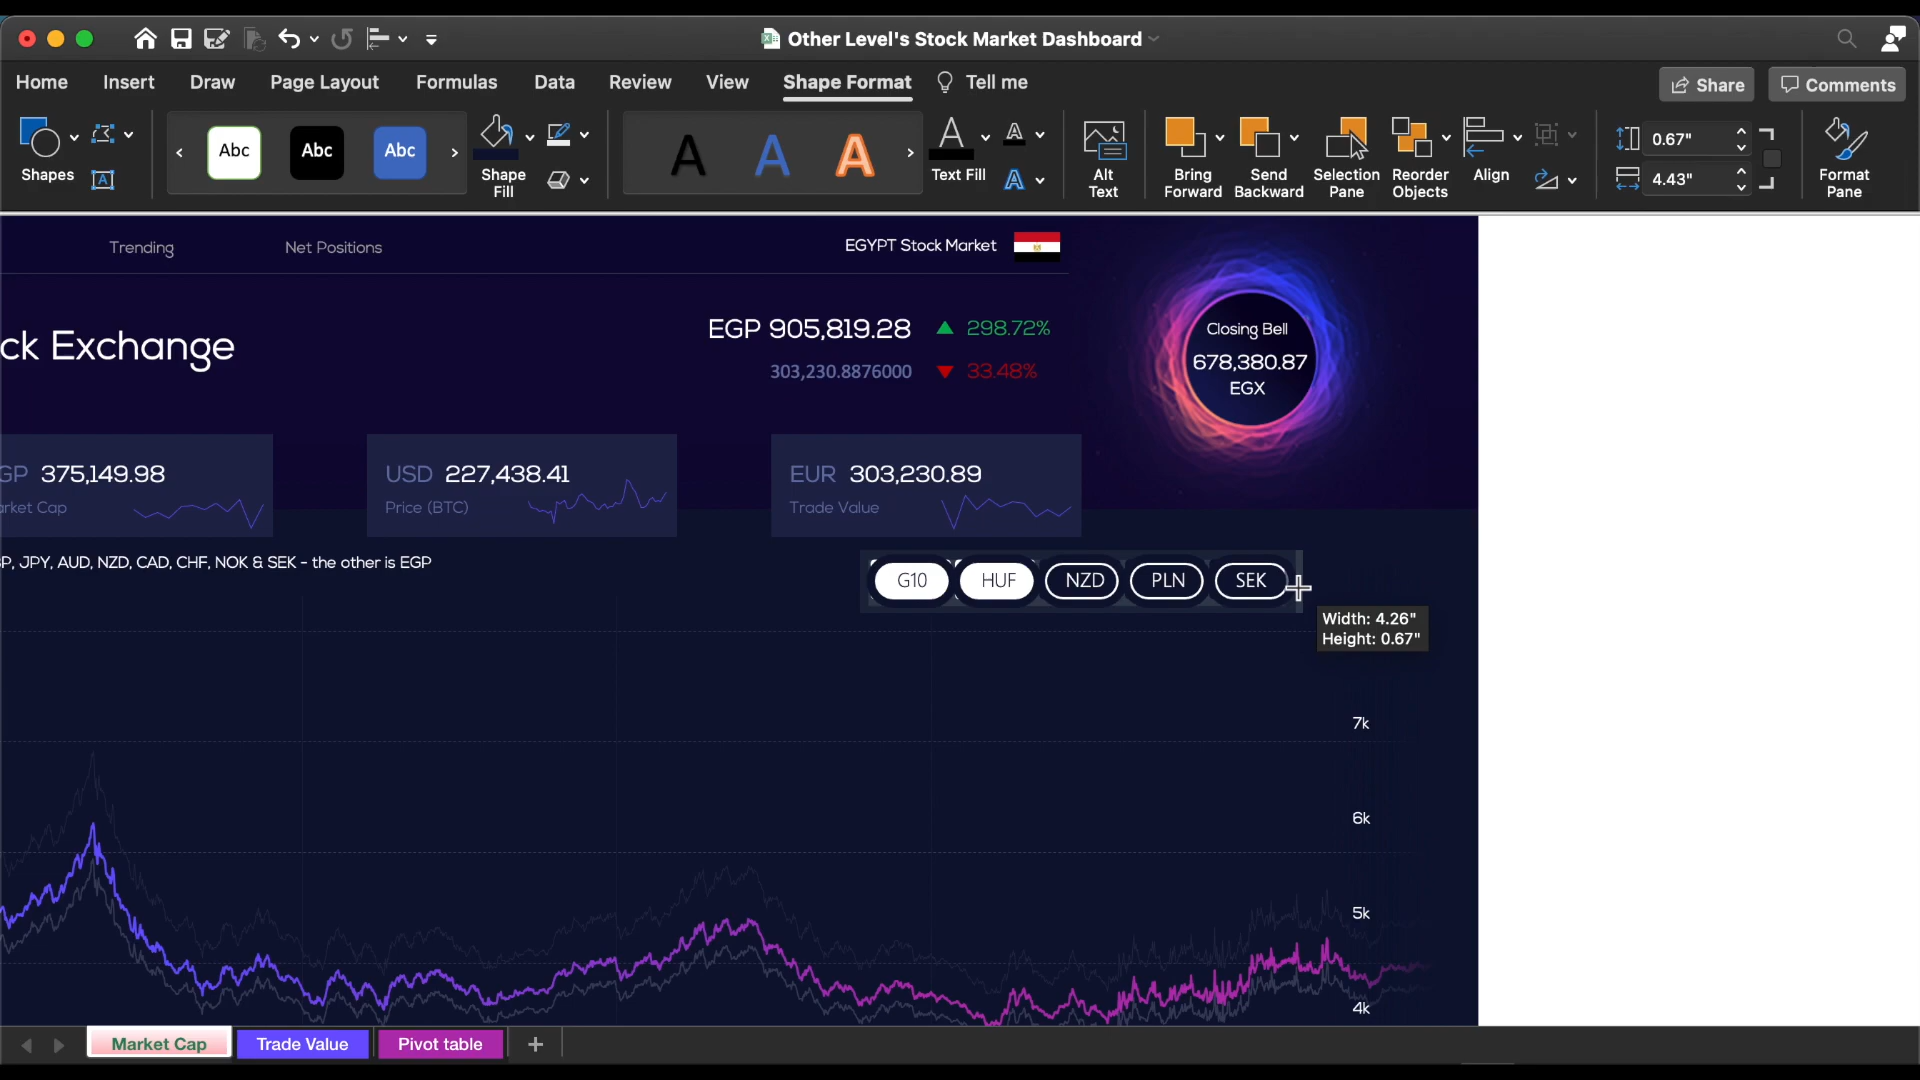 Other Level's Stock Market Dashboard
Home Insert Draw Page Layout Formulas Data Review View Shape Format Tell me Share Comments
Shapes
Abc Abc Abc
Shape Fill
A A A
Text Fill
Alt Text
Bring Forward
Send Backward
Selection Pane
Reorder Objects
Align
0.67"
4.43"
Format Pane
Trending Net Positions EGYPT Stock Market
ck Exchange
EGP 905,819.28 298.72%
303,230.8876000 33.48%
Closing Bell
678,380.87
EGX
GP 375,149.98
arket Cap
USD 227,438.41
Price (BTC)
EUR 303,230.89
Trade Value
P, JPY, AUD, NZD, CAD, CHF, NOK & SEK - the other is EGP
G10 HUF NZD PLN SEK
Width: 4.26"
Height: 0.67"
7k
6k
5k
4k
Market Cap Trade Value Pivot table